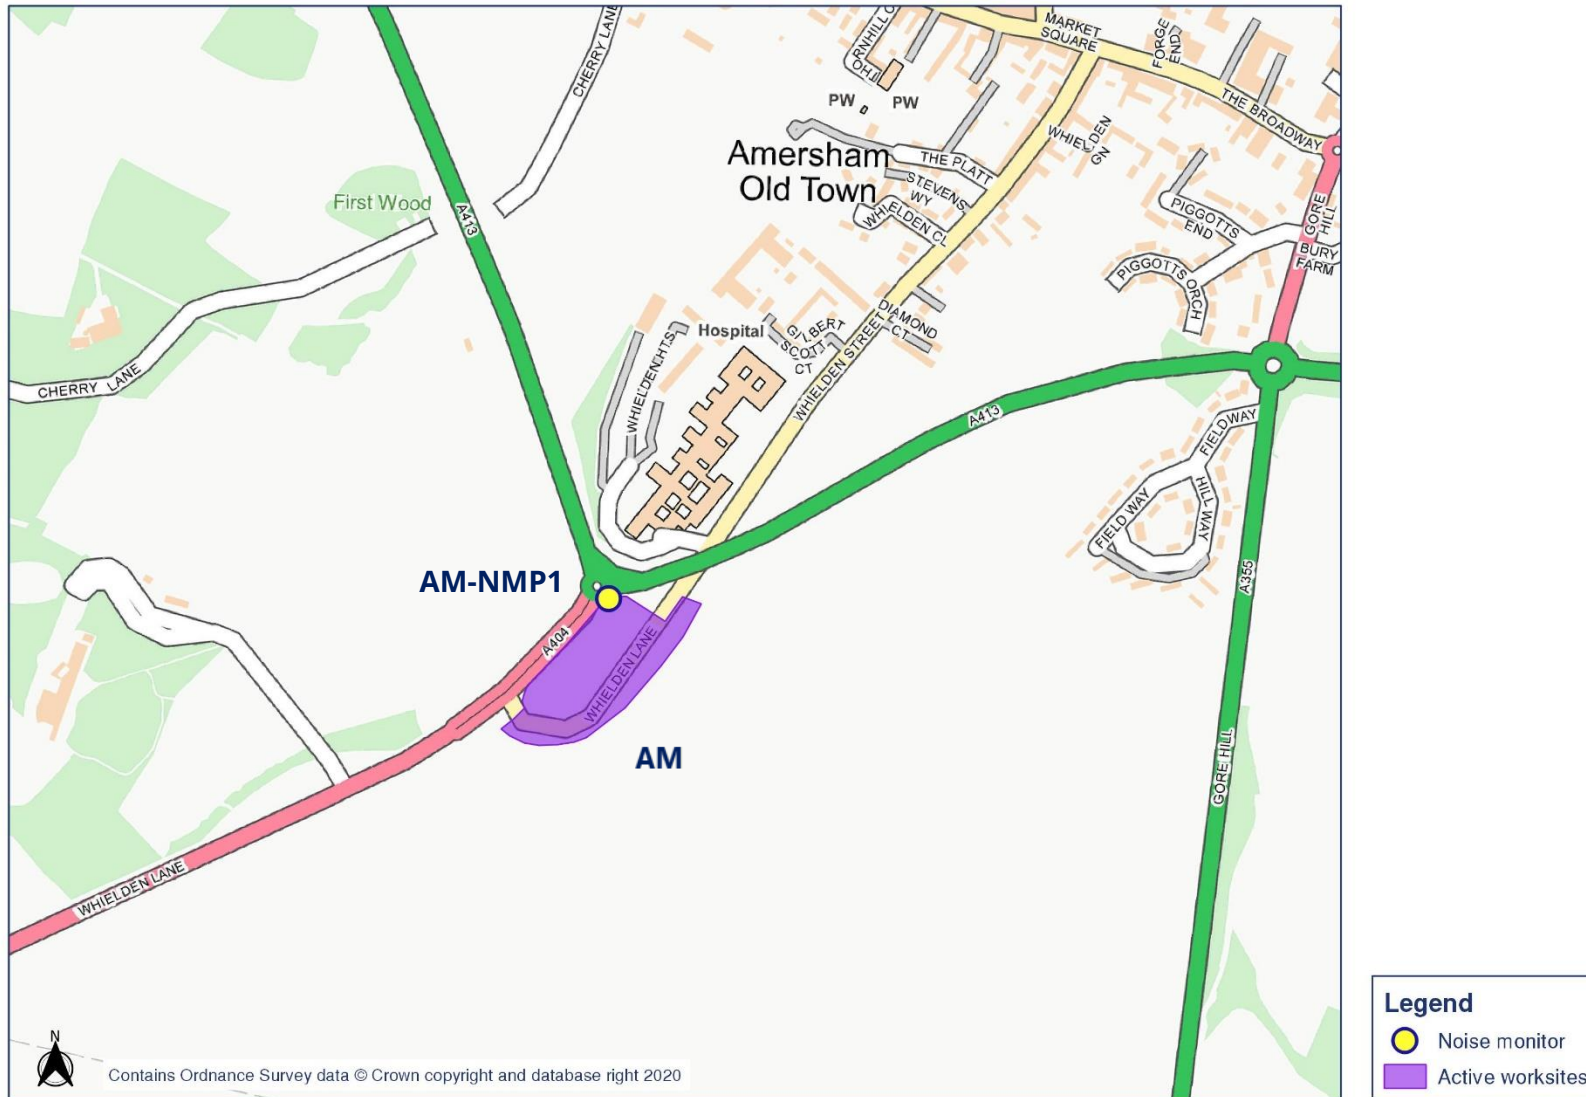 MARKET
SQUARE
FORGE
END
CHERRY LANE
THORNHILL C
THE BROADWAY
PW
PW
WHIELDEN
GN
Amersham
Old Town
THE PLATT
STEVENS
WY
WHIELDEN CL
First Wood
A413
PIGGOTTS
END
GORE
HILL
BURY
FARM
PIGGOTTS ORCH
Hospital
GILBERT
SCOTT
CT
DIAMOND
CT
WHIELDEN HTS
WHIELDEN STREET
CHERRY LANE
A413
FIELD WAY
FIELD WAY
HILL WAY
AM-NMP1
A355
A404
WHIELDEN LANE
AM
GORE HILL
WHIELDEN LANE
N
Contains Ordnance Survey data © Crown copyright and database right 2020
Legend
Noise monitor
Active worksites